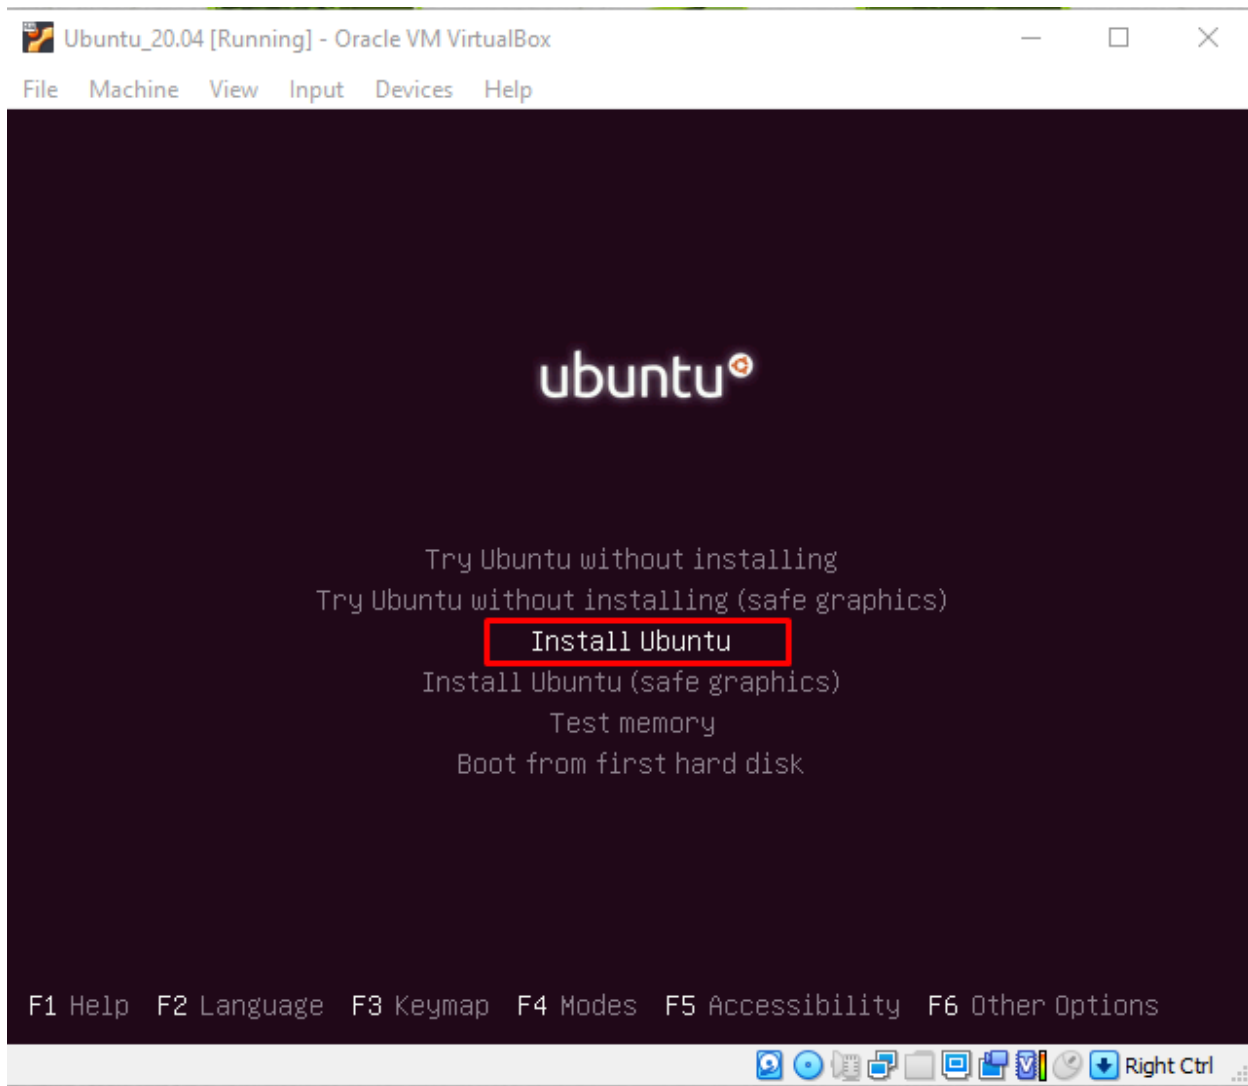 Ubuntu_20.04 [Running] - Oracle VM VirtualBox
File Machine View Input Devices Help
ubuntu
Try Ubuntu without installing
Try Ubuntu without installing (safe graphics)
Install Ubuntu
Install Ubuntu (safe graphics)
Test memory
Boot from first hard disk
F1 Help F2 Language F3 Keymap F4 Modes F5 Accessibility F6 Other Options
Right Ctrl